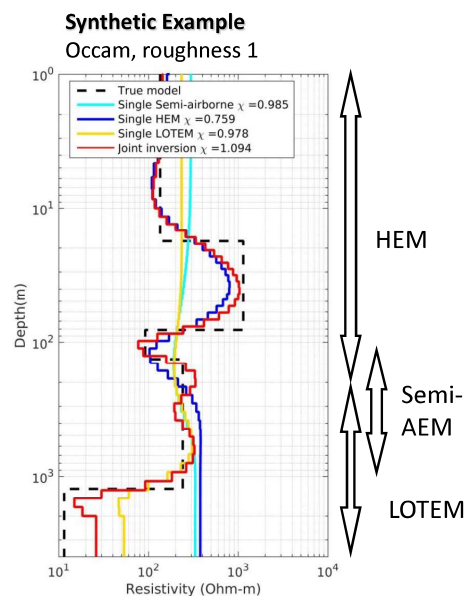 Synthetic Example
Occam, roughness 1
10^0
True model
Single Semi-airborne χ =0.985
Single HEM χ =0.759
Single LOTEM χ =0.978
Joint inversion χ =1.094
10^1
HEM
Depth(m)
10^2
Semi-
AEM
10^3
LOTEM
10^1 10^2 10^3 10^4
Resistivity (Ohm-m)